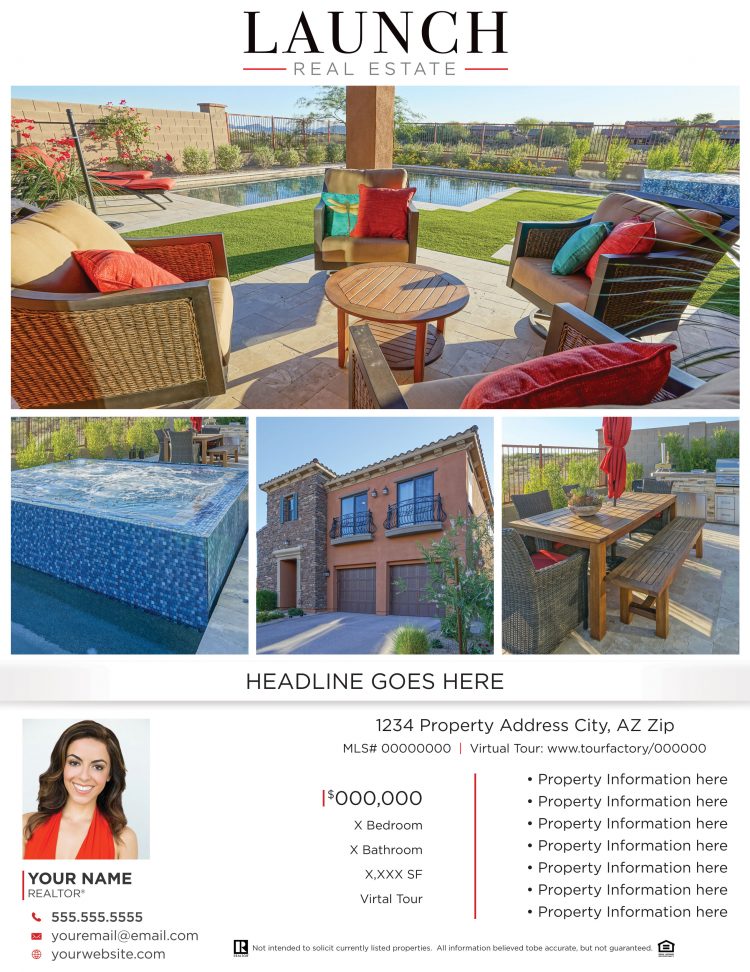 LAUNCH
REAL ESTATE
HEADLINE GOES HERE
1234 Property Address City, AZ Zip
MLS# 00000000 | Virtual Tour: www.tourfactory/000000
$000,000
X Bedroom
X Bathroom
X,XXX SF
Virtal Tour
• Property Information here
• Property Information here
• Property Information here
• Property Information here
• Property Information here
• Property Information here
• Property Information here
YOUR NAME
REALTOR®
555.555.5555
youremail@email.com
yourwebsite.com
REALTOR® Not intended to solicit currently listed properties. All information believed tobe accurate, but not guaranteed.